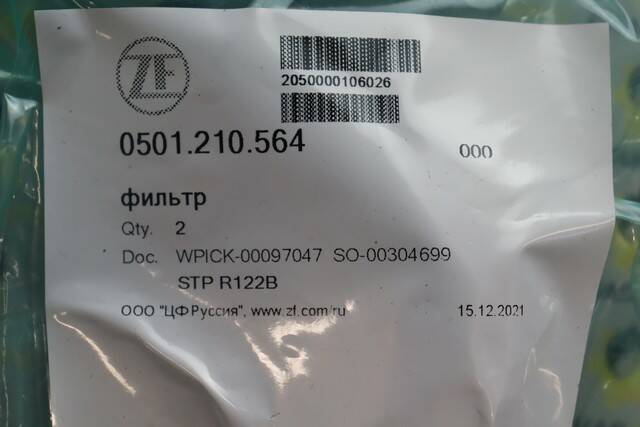 ZF
2050000106026
0501.210.564 000
фильтр
Qty. 2
Doc. WPICK-00097047 SO-00304699
STP R122B
ООО "ЦФ Руссия", www.zf.com/ru 15.12.2021